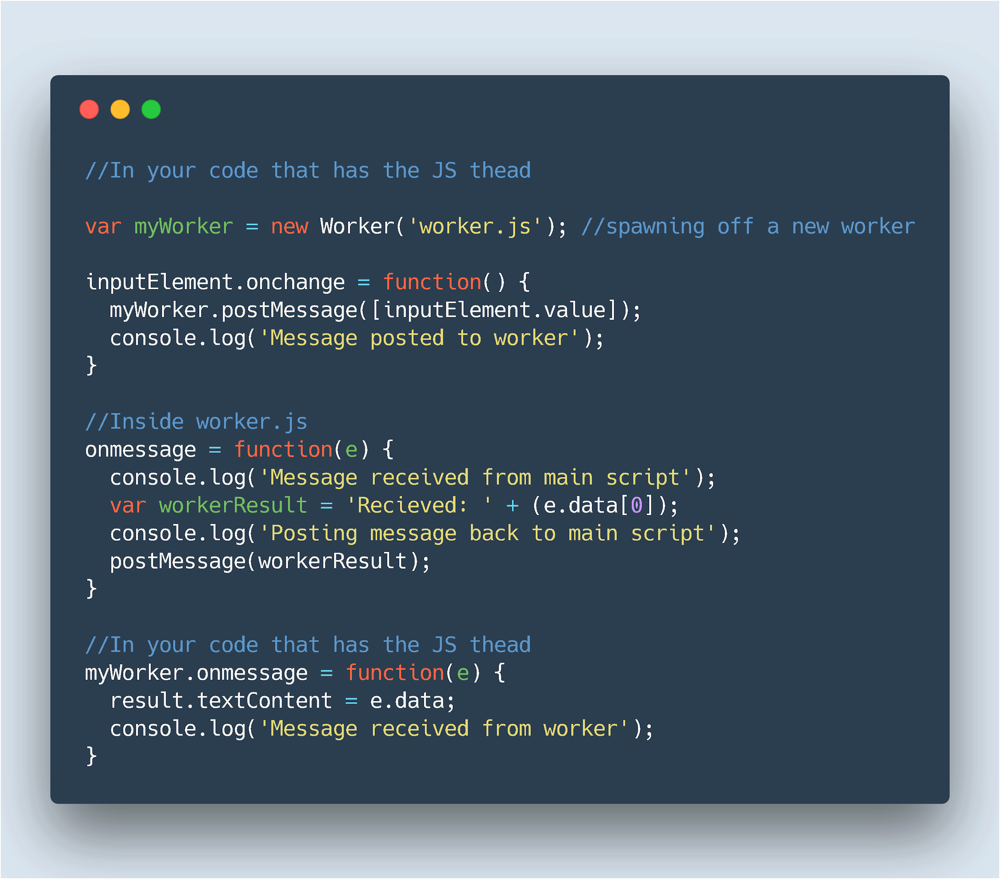 //In your code that has the JS thead
var myWorker = new Worker('worker.js'); //spawning off a new worker
inputElement.onchange = function() {
  myWorker.postMessage([inputElement.value]);
  console.log('Message posted to worker');
}
//Inside worker.js
onmessage = function(e) {
  console.log('Message received from main script');
  var workerResult = 'Recieved: ' + (e.data[0]);
  console.log('Posting message back to main script');
  postMessage(workerResult);
}
//In your code that has the JS thead
myWorker.onmessage = function(e) {
  result.textContent = e.data;
  console.log('Message received from worker');
}